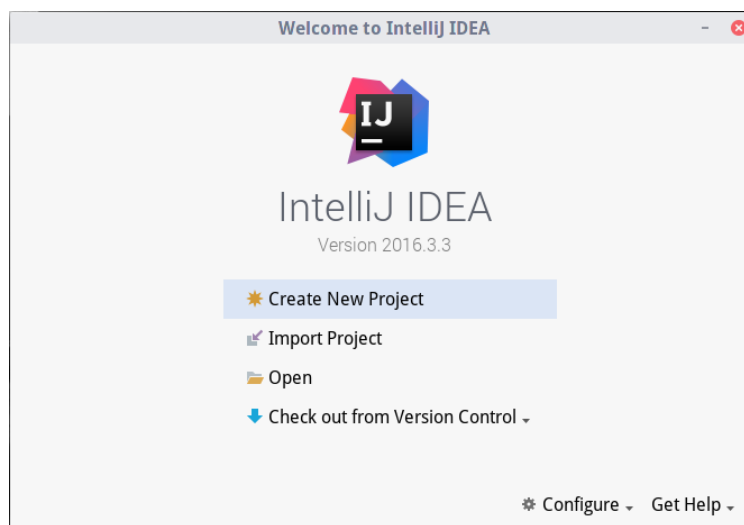 Welcome to IntelliJ IDEA
IJ
IntelliJ IDEA
Version 2016.3.3
Create New Project
Import Project
Open
Check out from Version Control
Configure Get Help